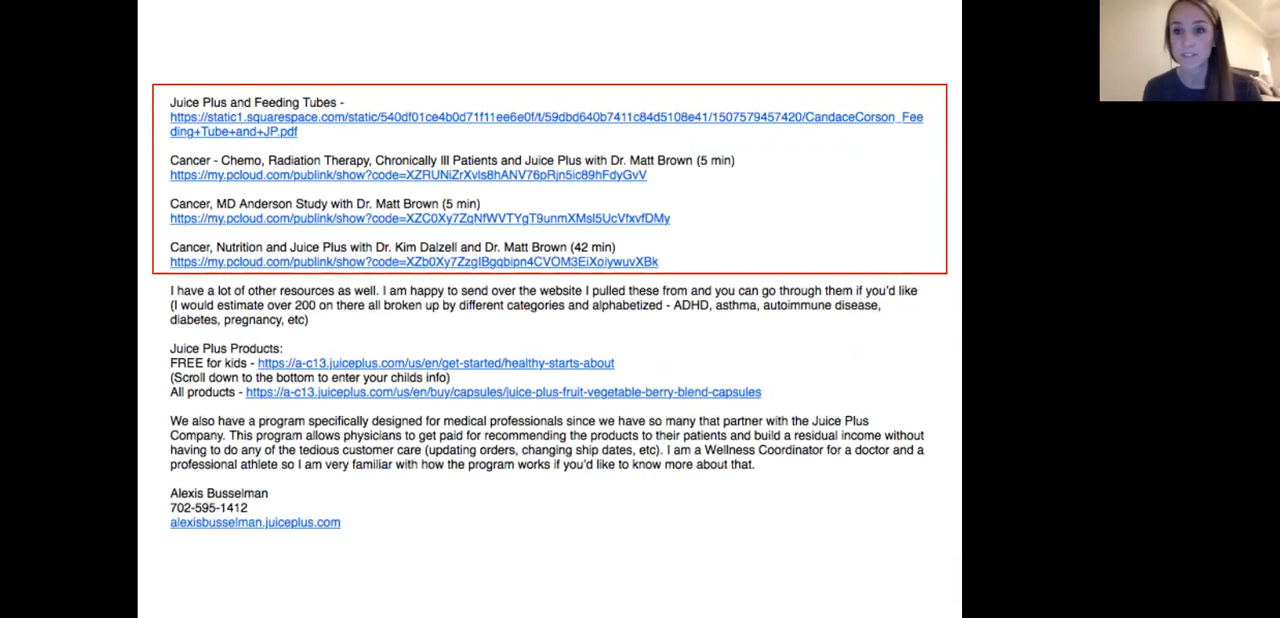 Juice Plus and Feeding Tubes -
https://static1.squarespace.com/static/540df01ce4b0d71f11ee6e0f/t/59dbd640b7411c84d5108e41/1507579457420/CandaceCorson_Fee
ding+Tube+and+JP.pdf
Cancer - Chemo, Radiation Therapy, Chronically Ill Patients and Juice Plus with Dr. Matt Brown (5 min)
https://my.pcloud.com/publink/show?code=XZRUNiZrXvls8hANV76pRjn5ic89hFdyGvV
Cancer, MD Anderson Study with Dr. Matt Brown (5 min)
https://my.pcloud.com/publink/show?code=XZC0Xy7ZqNfWVTYgT9unmXMsl5UcVfxvfDMy
Cancer, Nutrition and Juice Plus with Dr. Kim Dalzell and Dr. Matt Brown (42 min)
https://my.pcloud.com/publink/show?code=XZb0Xy7ZzgIBgqbipn4CVOM3EiXoiywuvXBk
I have a lot of other resources as well. I am happy to send over the website I pulled these from and you can go through them if you'd like
(I would estimate over 200 on there all broken up by different categories and alphabetized - ADHD, asthma, autoimmune disease,
diabetes, pregnancy, etc)
Juice Plus Products:
FREE for kids - https://a-c13.juiceplus.com/us/en/get-started/healthy-starts-about
(Scroll down to the bottom to enter your childs info)
All products - https://a-c13.juiceplus.com/us/en/buy/capsules/juice-plus-fruit-vegetable-berry-blend-capsules
We also have a program specifically designed for medical professionals since we have so many that partner with the Juice Plus
Company. This program allows physicians to get paid for recommending the products to their patients and build a residual income without
having to do any of the tedious customer care (updating orders, changing ship dates, etc). I am a Wellness Coordinator for a doctor and a
professional athlete so I am very familiar with how the program works if you'd like to know more about that.
Alexis Busselman
702-595-1412
alexisbusselman.juiceplus.com